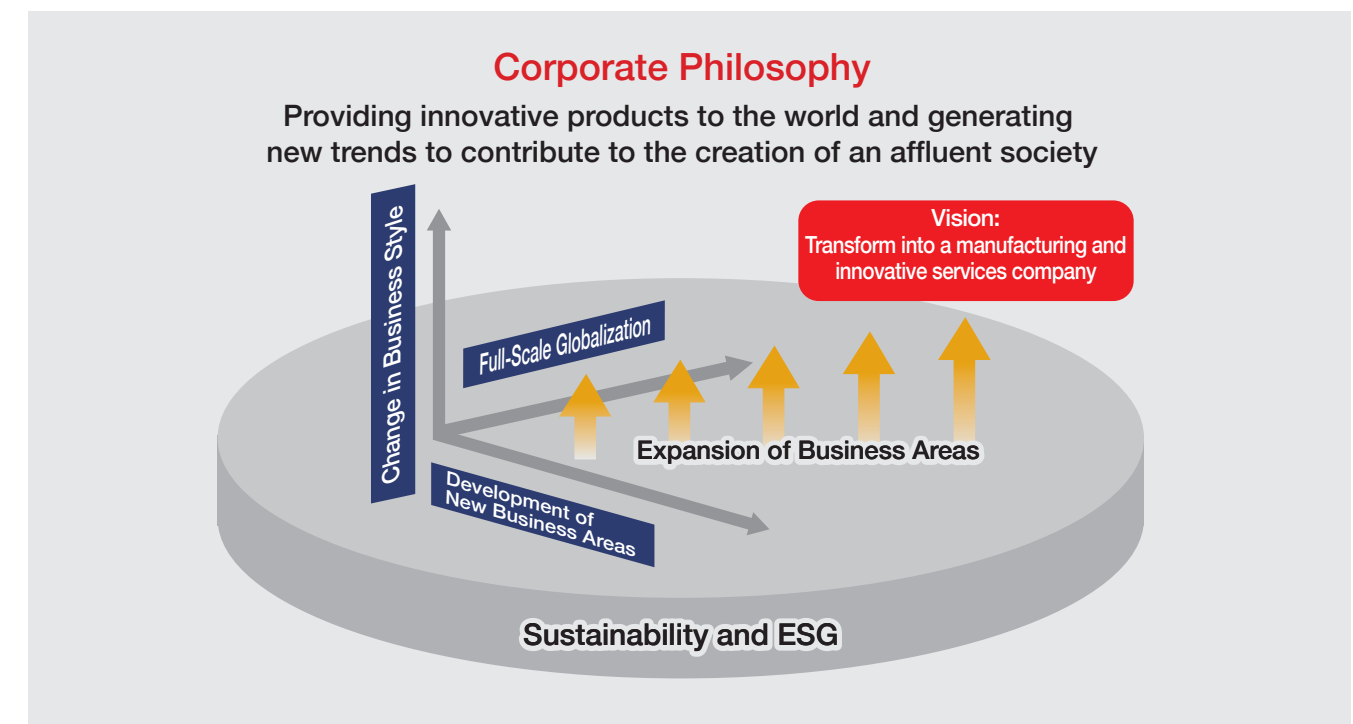 Corporate Philosophy
Providing innovative products to the world and generating
new trends to contribute to the creation of an affluent society
Change in Business Style
Vision:
Transform into a manufacturing and
innovative services company
Full-Scale Globalization
Expansion of Business Areas
Development of
New Business Areas
Sustainability and ESG